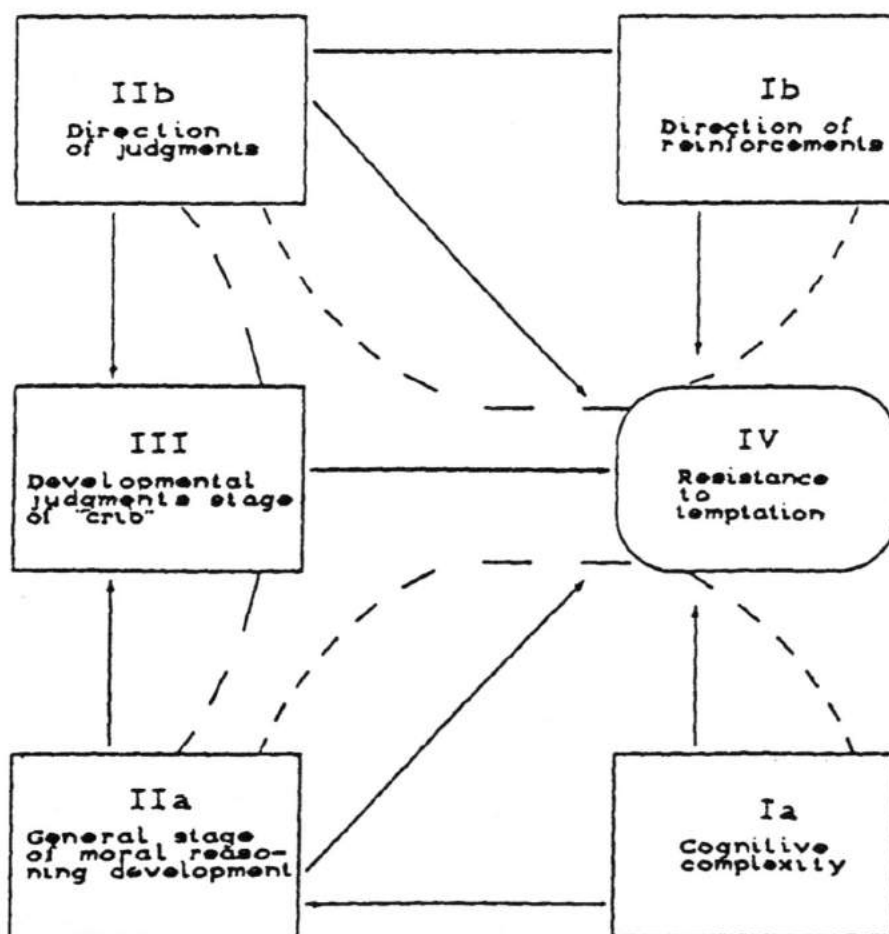 IIb
Direction
of judgments
Ib
Direction of
reinforcements
III
Developmental
judgments stage
of "crib"
IV
Resistance
to
temptation
IIa
General stage
of moral reaso-
ning development
Ia
Cognitive
complexity